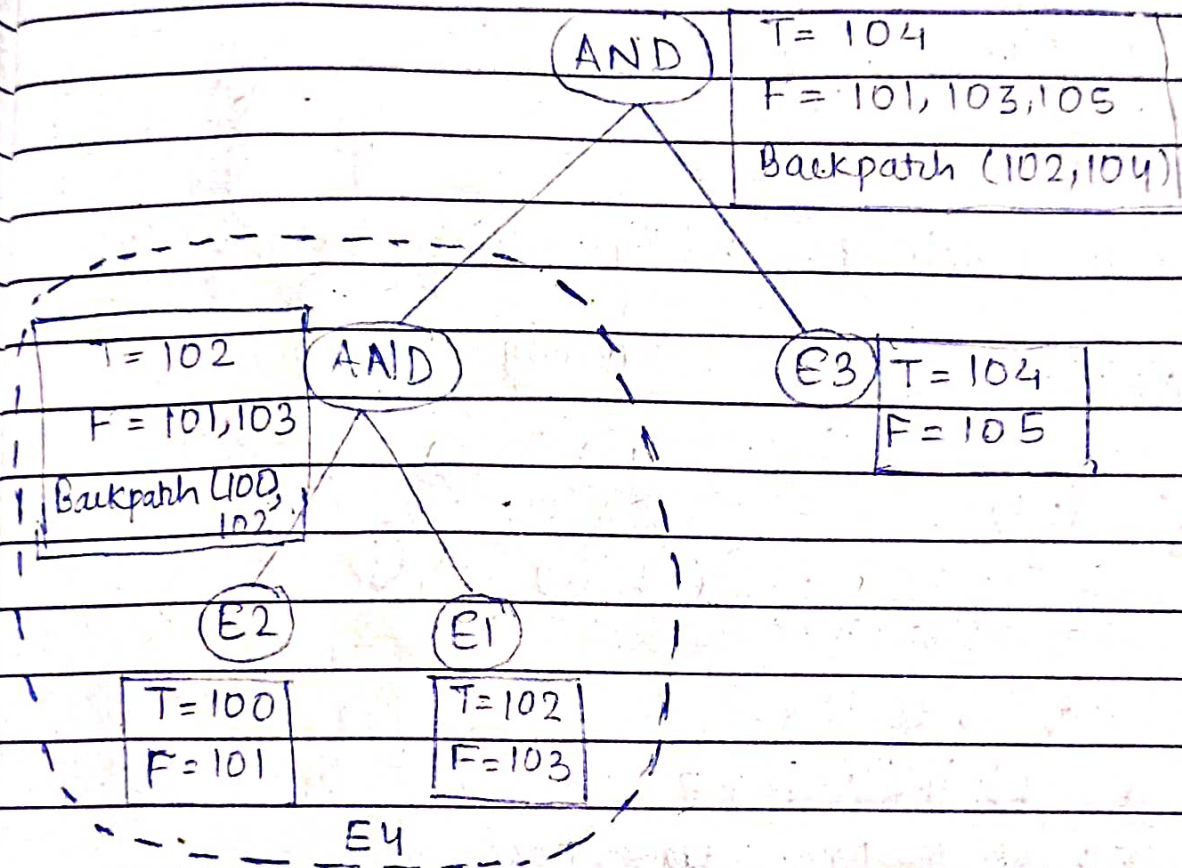 AND
T = 104
F = 101, 103, 105
Backpatch (102, 104)
T = 102
F = 101, 103
Backpatch (100,
102
AND
E3
T = 104
F = 105
E2
E1
T = 100
F = 101
T = 102
F = 103
E4